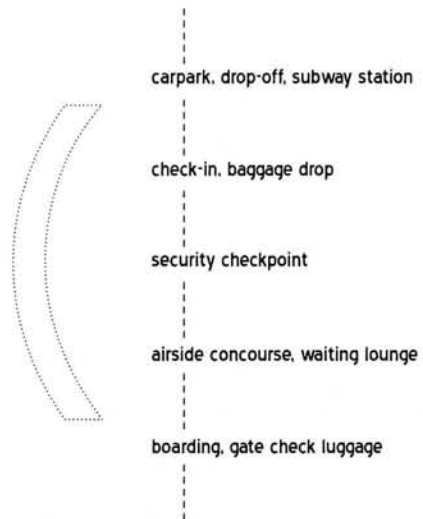 carpark, drop-off, subway station
check-in, baggage drop
security checkpoint
airside concourse, waiting lounge
boarding, gate check luggage